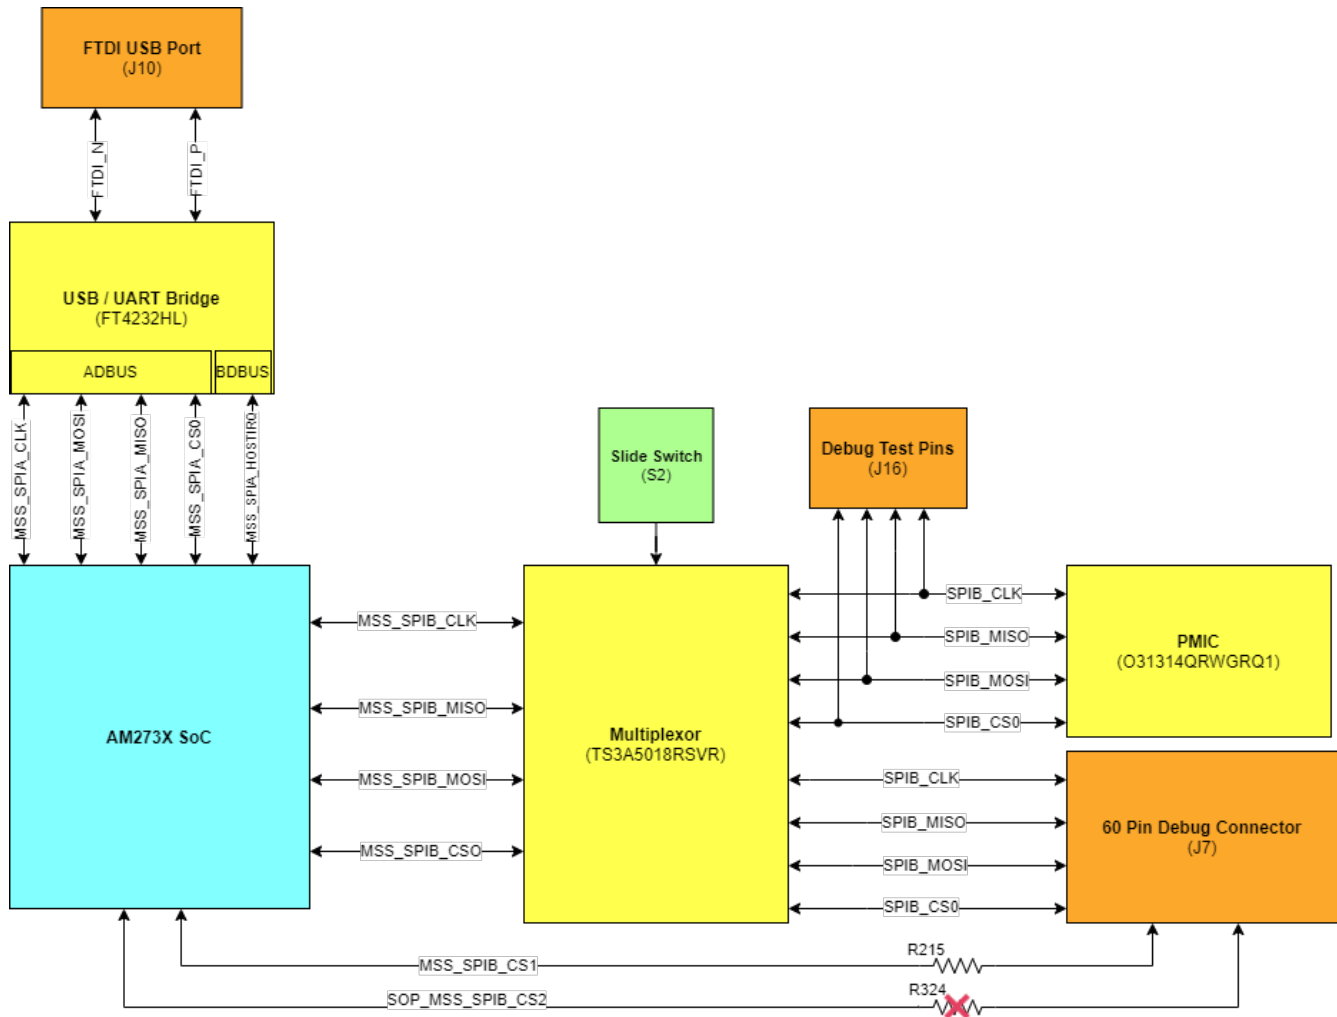 FTDI USB Port
(J10)
FTDI_N
FTDI_P
USB / UART Bridge
(FT4232HL)
ADBUS
BDBUS
MSS_SPIA_CLK
MSS_SPIA_MOSI
MSS_SPIA_MISO
MSS_SPIA_CS0
MSS_SPIA_HOSTIRQ
Slide Switch
(S2)
Debug Test Pins
(J16)
AM273X SoC
MSS_SPIB_CLK
MSS_SPIB_MISO
MSS_SPIB_MOSI
MSS_SPIB_CSO
Multiplexor
(TS3A5018RSVR)
SPIB_CLK
SPIB_MISO
SPIB_MOSI
SPIB_CS0
PMIC
(O31314QRWGRQ1)
SPIB_CLK
SPIB_MISO
SPIB_MOSI
SPIB_CS0
60 Pin Debug Connector
(J7)
R215
MSS_SPIB_CS1
R324
SOP_MSS_SPIB_CS2